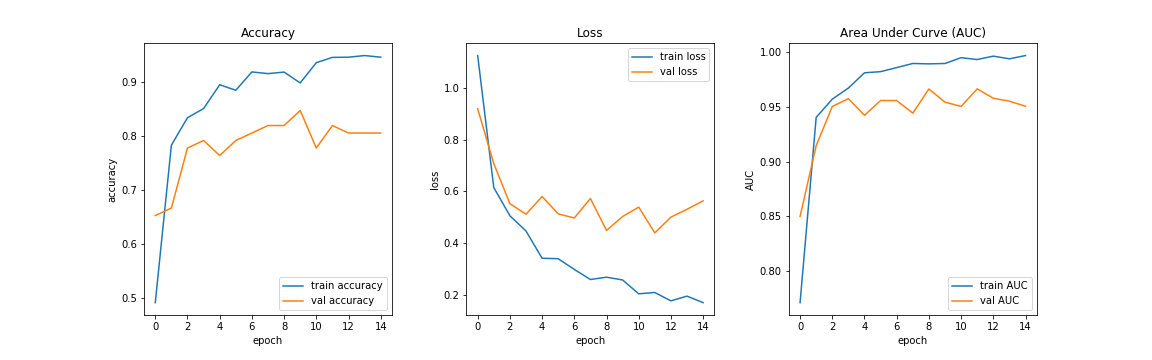 Accuracy
accuracy
0.9
0.8
0.7
0.6
0.5
train accuracy
val accuracy
0 2 4 6 8 10 12 14
epoch
Loss
loss
1.0
0.8
0.6
0.4
0.2
train loss
val loss
0 2 4 6 8 10 12 14
epoch
Area Under Curve (AUC)
AUC
1.00
0.95
0.90
0.85
0.80
train AUC
val AUC
0 2 4 6 8 10 12 14
epoch